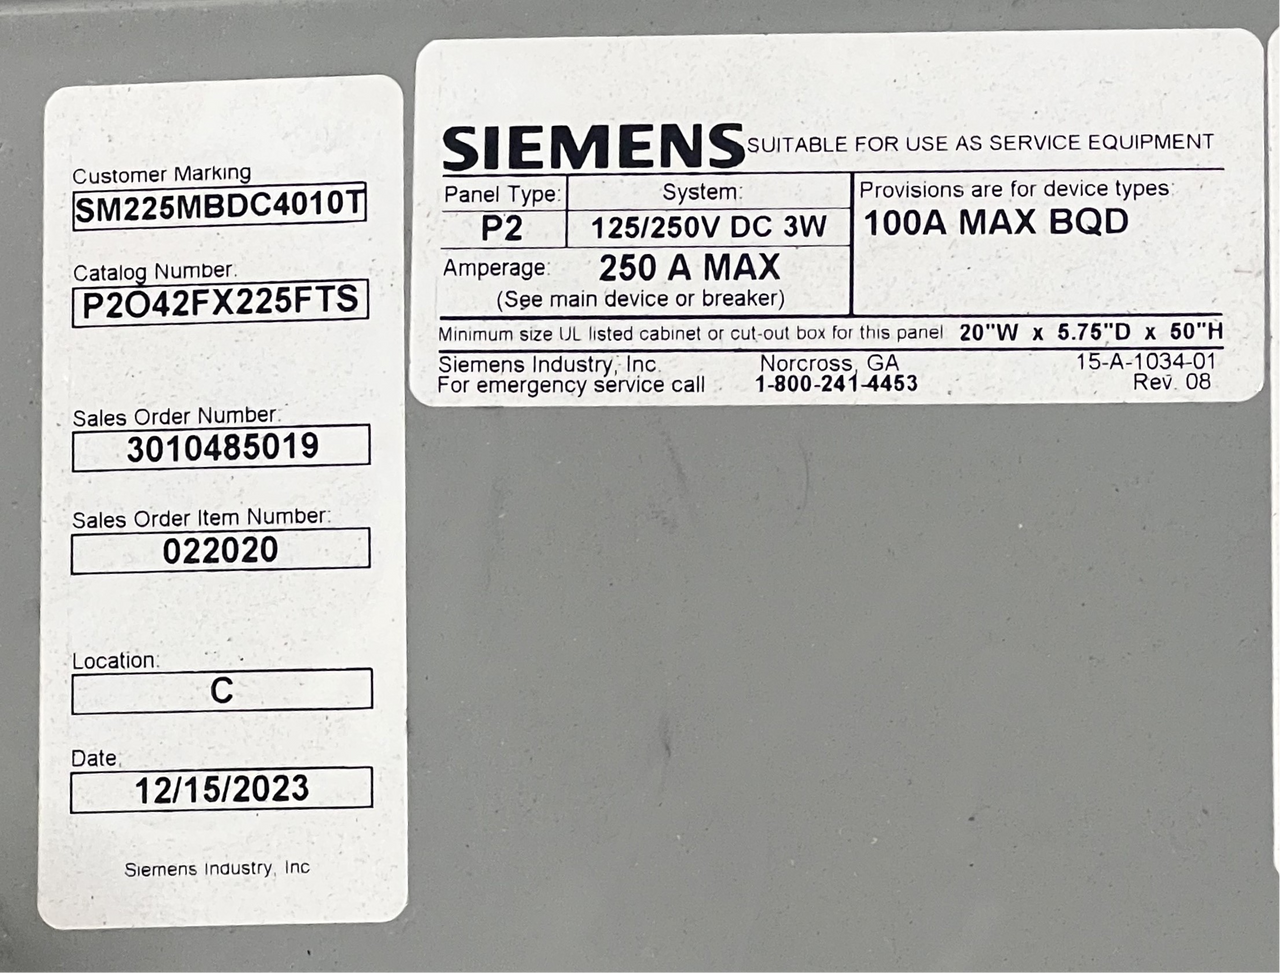 Customer Marking
SM225MBDC4010T
Catalog Number:
P2O42FX225FTS
Sales Order Number:
3010485019
Sales Order Item Number:
022020
Location:
C
Date:
12/15/2023
Siemens Industry, Inc
SIEMENS SUITABLE FOR USE AS SERVICE EQUIPMENT
Panel Type: System: Provisions are for device types:
P2 125/250V DC 3W 100A MAX BQD
Amperage: 250 A MAX
(See main device or breaker)
Minimum size UL listed cabinet or cut-out box for this panel 20"W x 5.75"D x 50"H
Siemens Industry, Inc. Norcross, GA 15-A-1034-01
For emergency service call 1-800-241-4453 Rev. 08